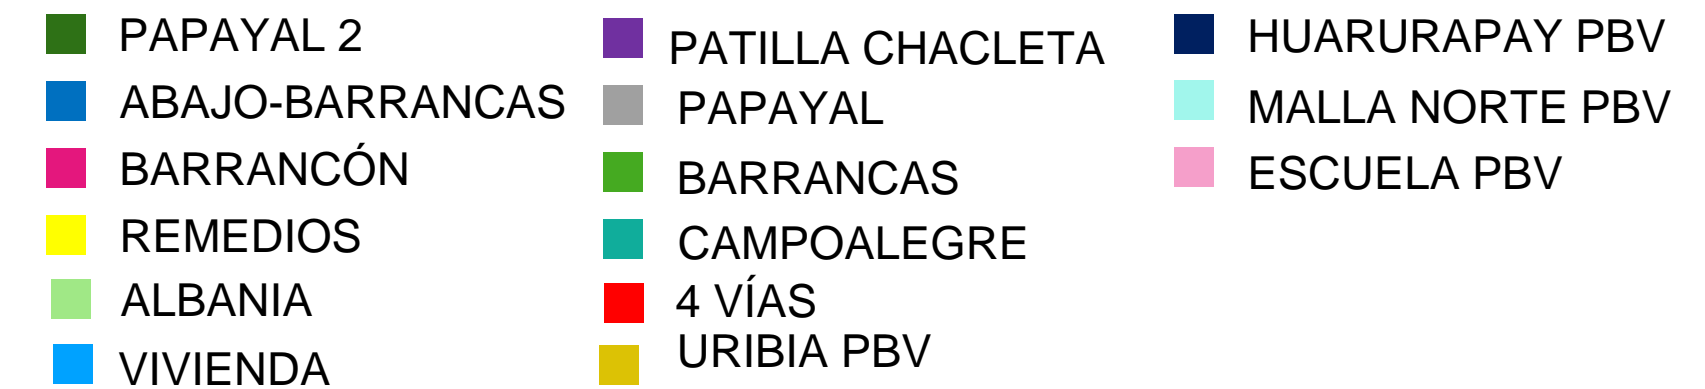 PAPAYAL 2
ABAJO-BARRANCAS
BARRANCÓN
REMEDIOS
ALBANIA
VIVIENDA
PATILLA CHACLETA
PAPAYAL
BARRANCAS
CAMPOALEGRE
4 VÍAS
URIBIA PBV
HUARURAPAY PBV
MALLA NORTE PBV
ESCUELA PBV